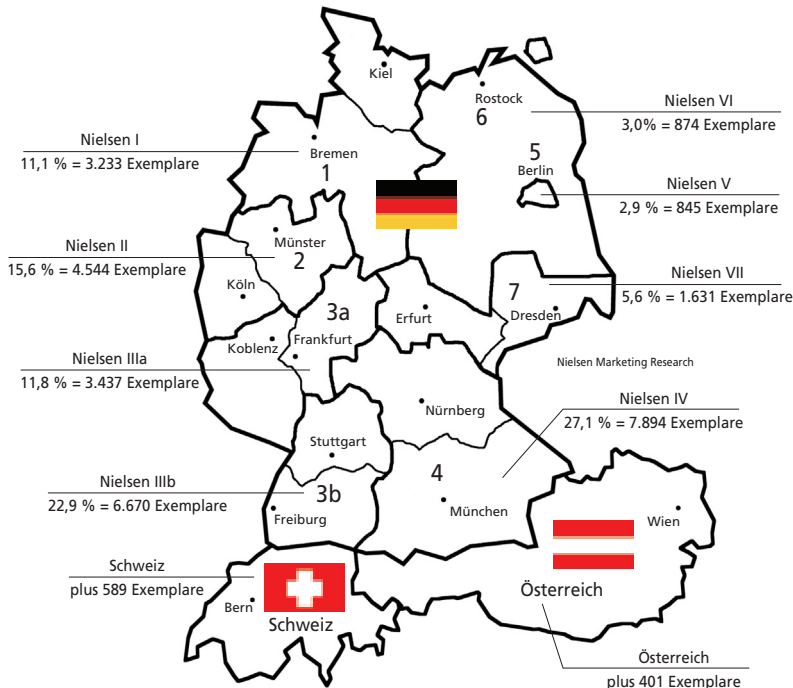 Kiel
Rostock
6
Nielsen VI
3,0% = 874 Exemplare
Nielsen I
11,1 % = 3.233 Exemplare
Bremen
1
5
Berlin
Nielsen V
2,9 % = 845 Exemplare
Nielsen II
15,6 % = 4.544 Exemplare
Münster
2
Köln
Nielsen VII
5,6 % = 1.631 Exemplare
7
Dresden
3a
Erfurt
Koblenz
Frankfurt
Nielsen IIIa
11,8 % = 3.437 Exemplare
Nielsen Marketing Research
Nielsen IV
27,1 % = 7.894 Exemplare
Nürnberg
Stuttgart
4
München
Nielsen IIIb
22,9 % = 6.670 Exemplare
3b
Freiburg
Wien
Schweiz
plus 589 Exemplare
Bern
Schweiz
Österreich
Österreich
plus 401 Exemplare